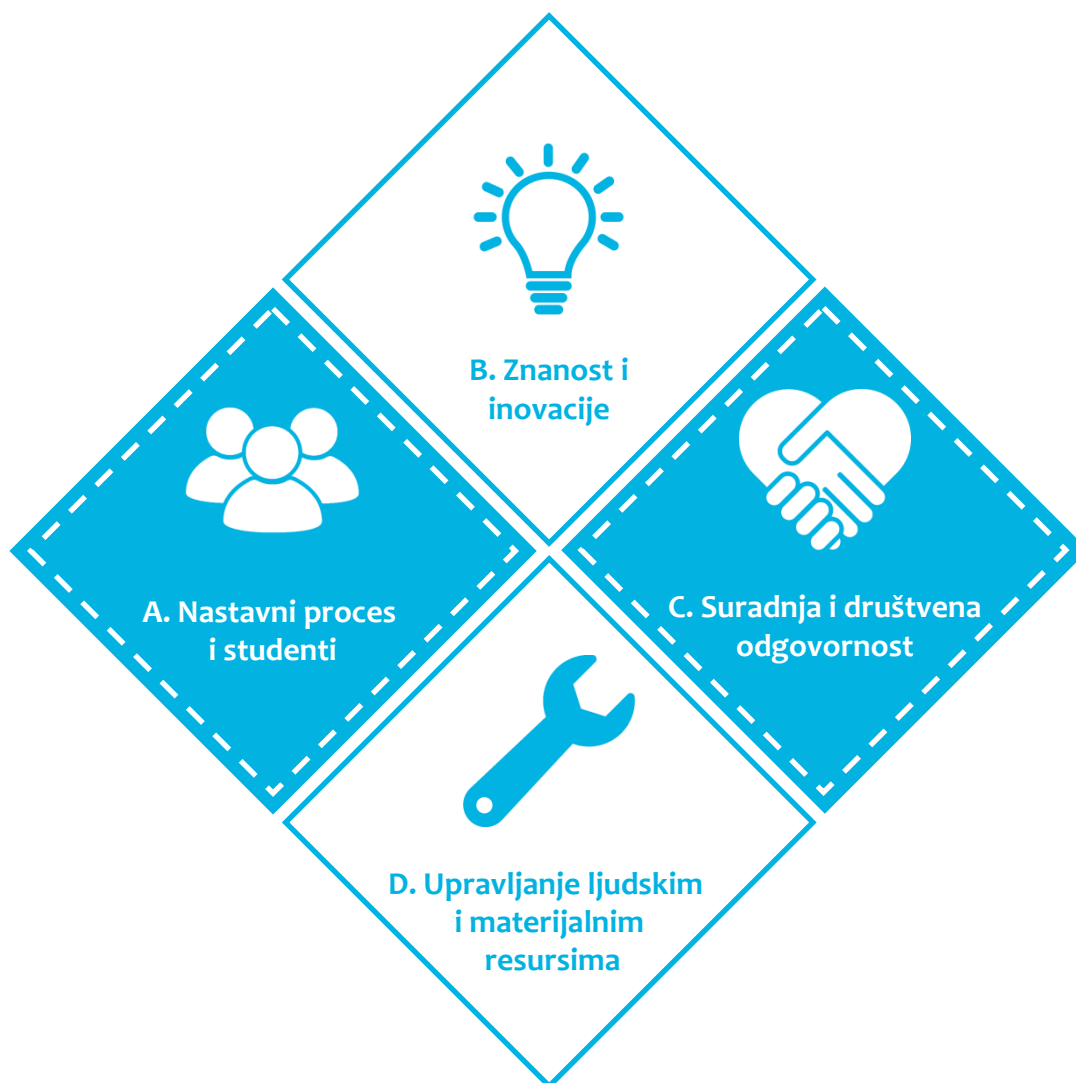 B. Znanost i
inovacije
A. Nastavni proces
i studenti
C. Suradnja i društvena
odgovornost
D. Upravljanje ljudskim
i materijalnim
resursima